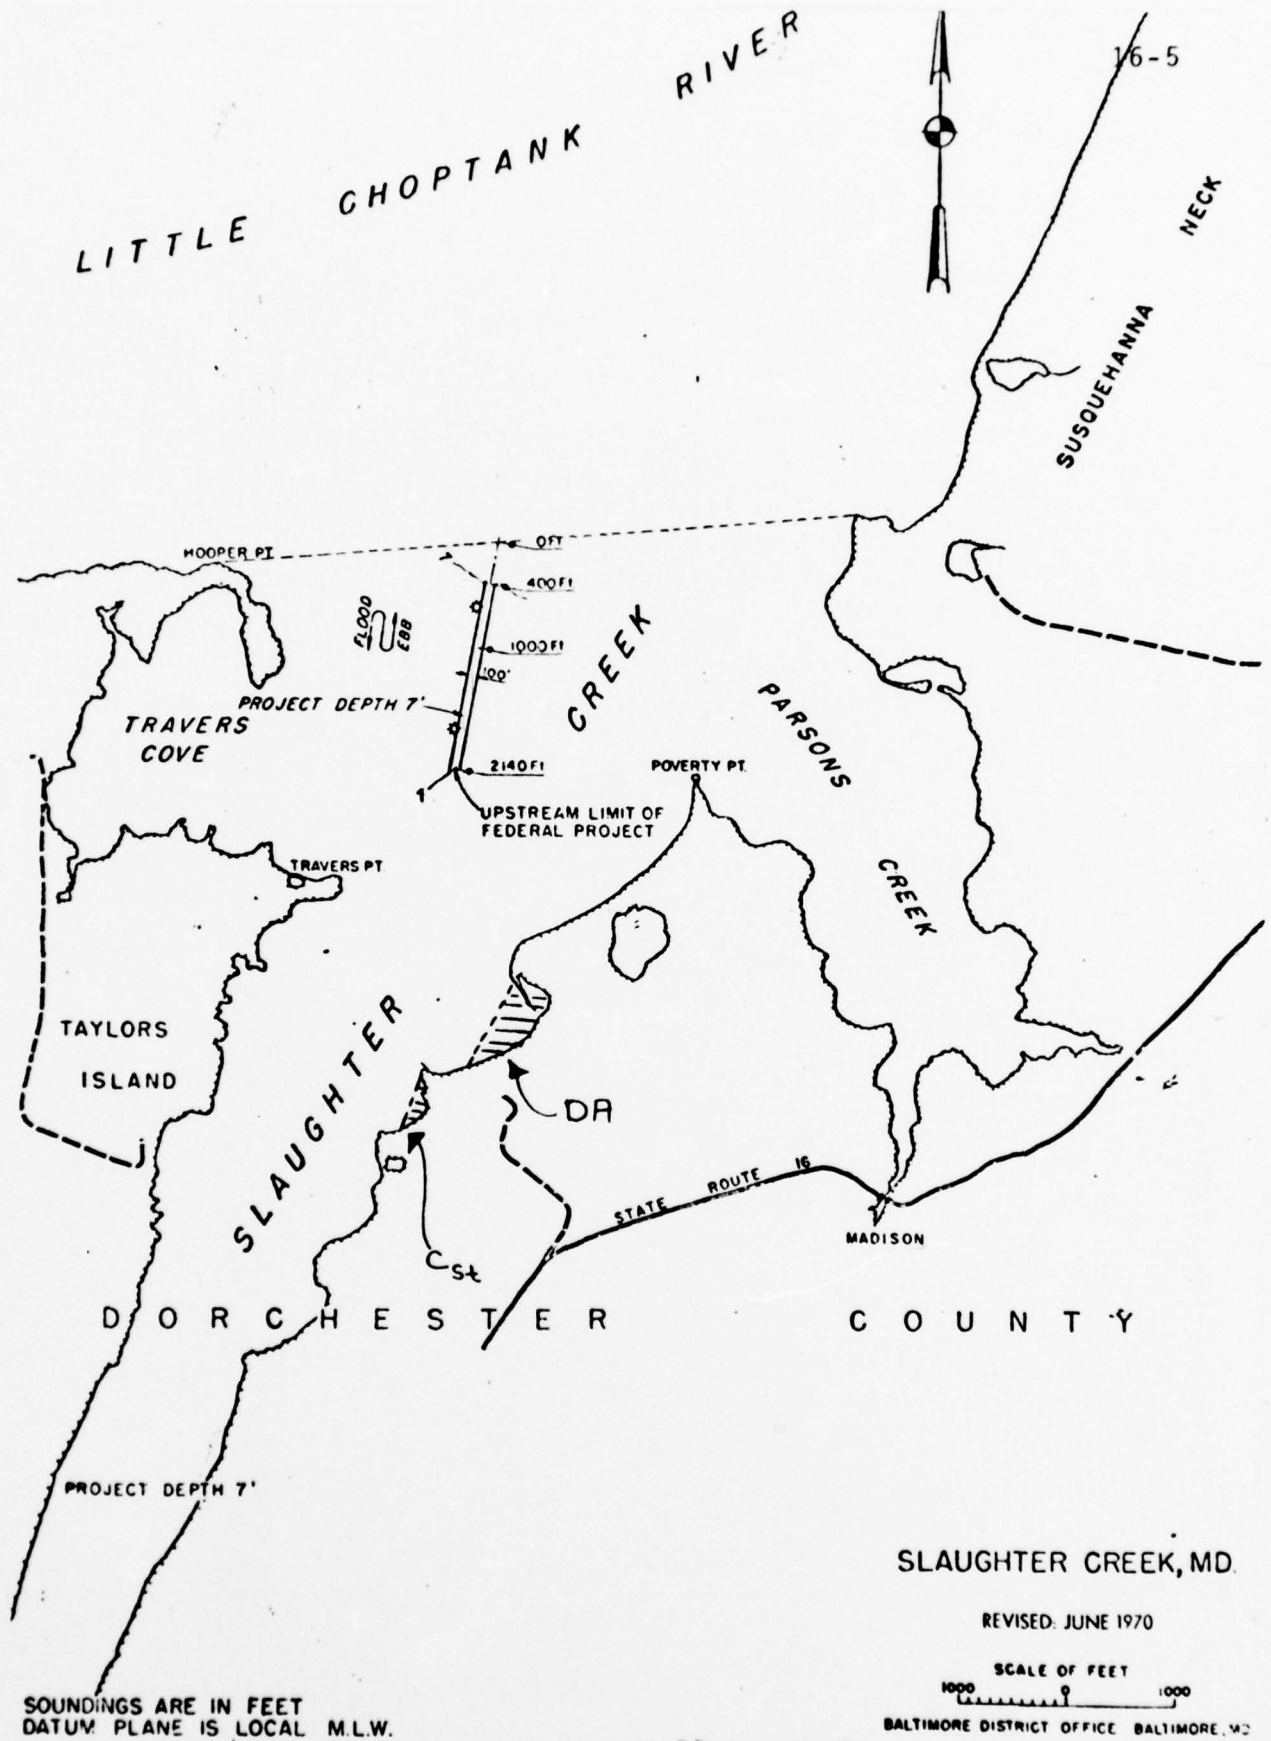 16-5
LITTLE CHOPTANK RIVER
SUSQUEHANNA NECK
HOOPER PT.
0 FT
400 Ft
FLOOD
EBB
1000 Ft
100'
PROJECT DEPTH 7'
TRAVERS
COVE
2140 Ft
1
UPSTREAM LIMIT OF
FEDERAL PROJECT
POVERTY PT.
PARSONS
CREEK
TRAVERS PT
TAYLORS
ISLAND
SLAUGHTER CREEK
DA
Cst
STATE ROUTE 16
MADISON
DORCHESTER COUNTY
PROJECT DEPTH 7'
SLAUGHTER CREEK, MD.
REVISED: JUNE 1970
SCALE OF FEET
1000 0 1000
BALTIMORE DISTRICT OFFICE BALTIMORE, MD
SOUNDINGS ARE IN FEET
DATUM PLANE IS LOCAL M.L.W.